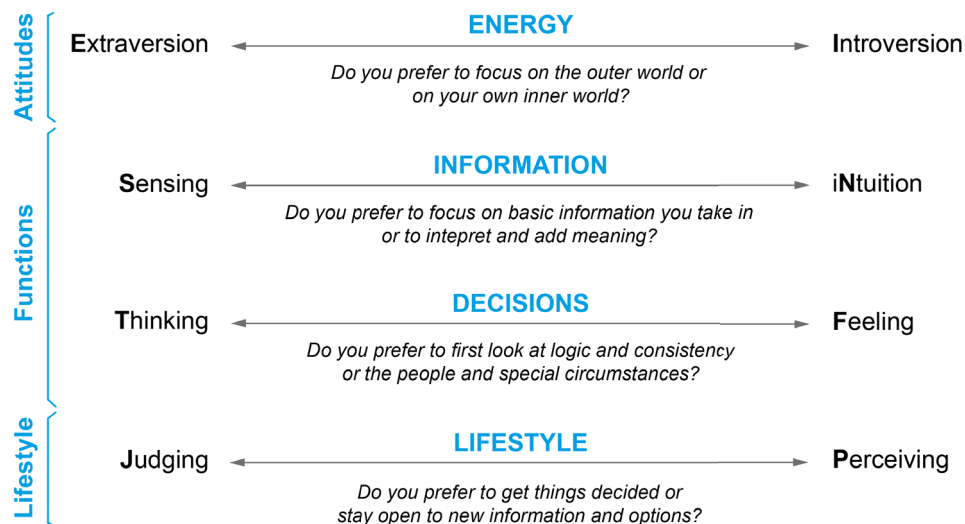 Attitudes
ENERGY
Extraversion
Introversion
Do you prefer to focus on the outer world or
on your own inner world?
Functions
INFORMATION
Sensing
iNtuition
Do you prefer to focus on basic information you take in
or to intepret and add meaning?
DECISIONS
Thinking
Feeling
Do you prefer to first look at logic and consistency
or the people and special circumstances?
Lifestyle
LIFESTYLE
Judging
Perceiving
Do you prefer to get things decided or
stay open to new information and options?